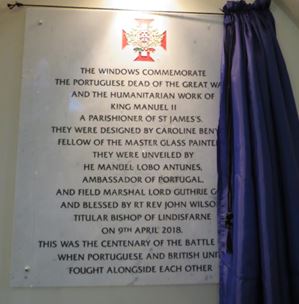 THE WINDOWS COMMEMORATE
THE PORTUGUESE DEAD OF THE GREAT
AND THE HUMANITARIAN WORK OF
KING MANUEL II
A PARISHIONER OF ST JAMES'S.
THEY WERE DESIGNED BY CAROLINE
FELLOW OF THE MASTER GLASS
THEY WERE UNVEILED BY
HE MANUEL LOBO ANTUNES,
AMBASSADOR OF PORTUGAL,
AND FIELD MARSHAL LORD GUTHRIE
AND BLESSED BY RT REV JOHN
TITULAR BISHOP OF LINDISFARNE
ON 9TH APRIL 2018.
THIS WAS THE CENTENARY OF THE BATTLE
WHEN PORTUGUESE AND BRITISH
FOUGHT ALONGSIDE EACH OTHER